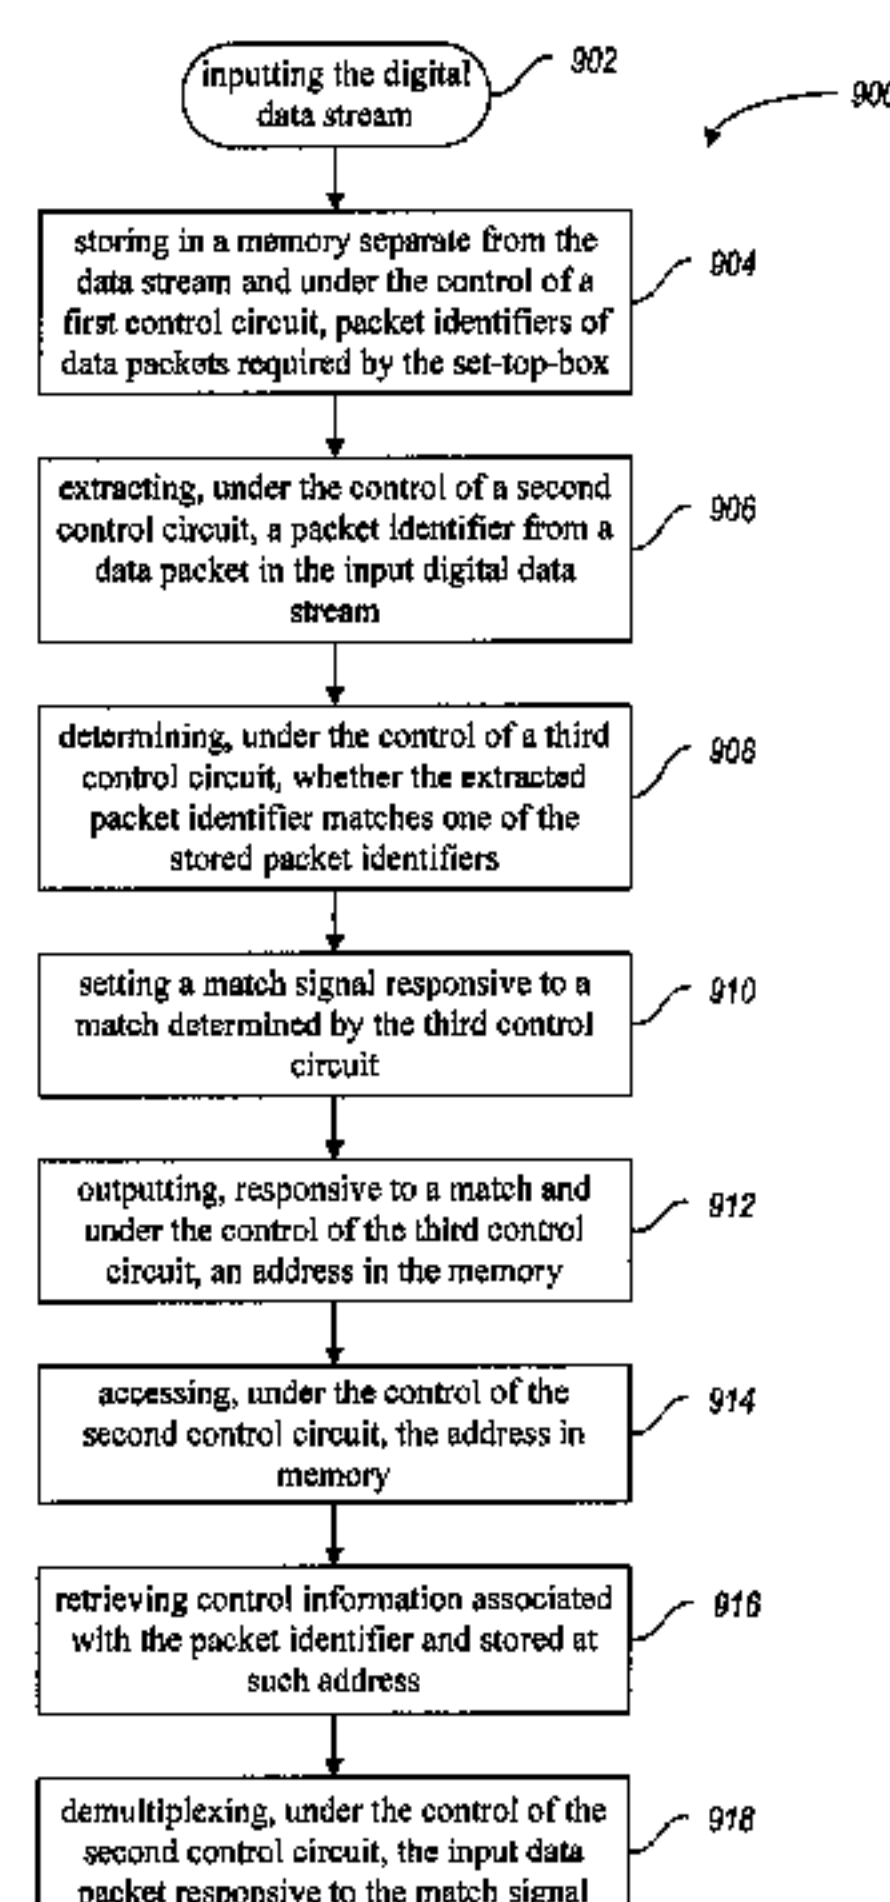 inputting the digital
data stream
902
900
storing in a memory separate from the
data stream and under the control of a
first control circuit, packet identifiers of
data packets required by the set-top-box
904
extracting, under the control of a second
control circuit, a packet identifier from a
data packet in the input digital data
stream
906
determining, under the control of a third
control circuit, whether the extracted
packet identifier matches one of the
stored packet identifiers
908
setting a match signal responsive to a
match determined by the third control
circuit
910
outputting, responsive to a match and
under the control of the third control
circuit, an address in the memory
912
accessing, under the control of the
second control circuit, the address in
memory
914
retrieving control information associated
with the packet identifier and stored at
such address
916
demultiplexing, under the control of the
second control circuit, the input data
packet responsive to the match signal
918